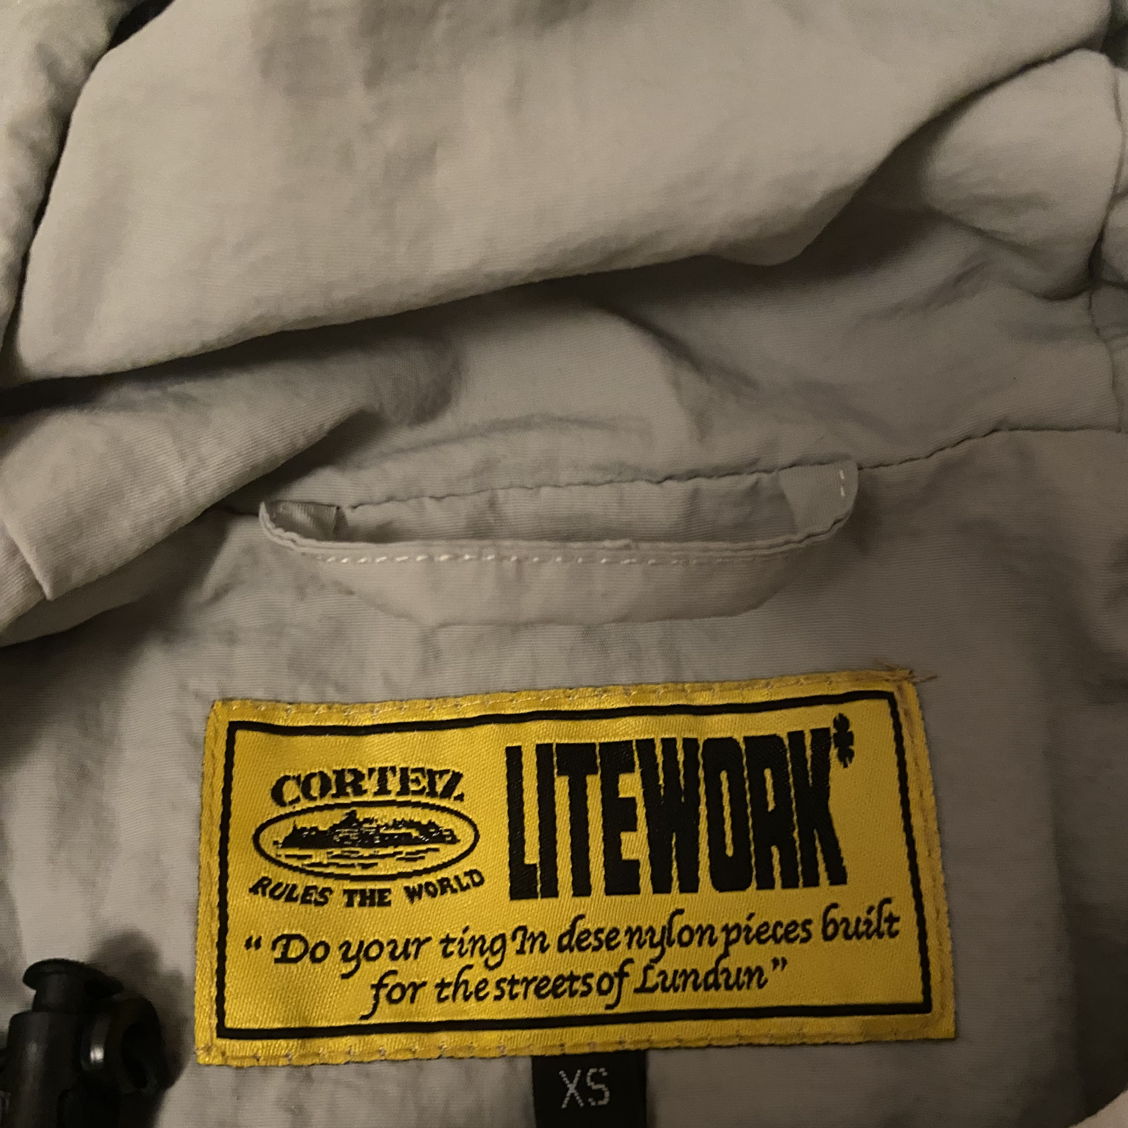 CORTEIZ
RULES THE WORLD
LITEWORK*
“Do your ting In dese nylon pieces built
for the streets of Lundun”
XS